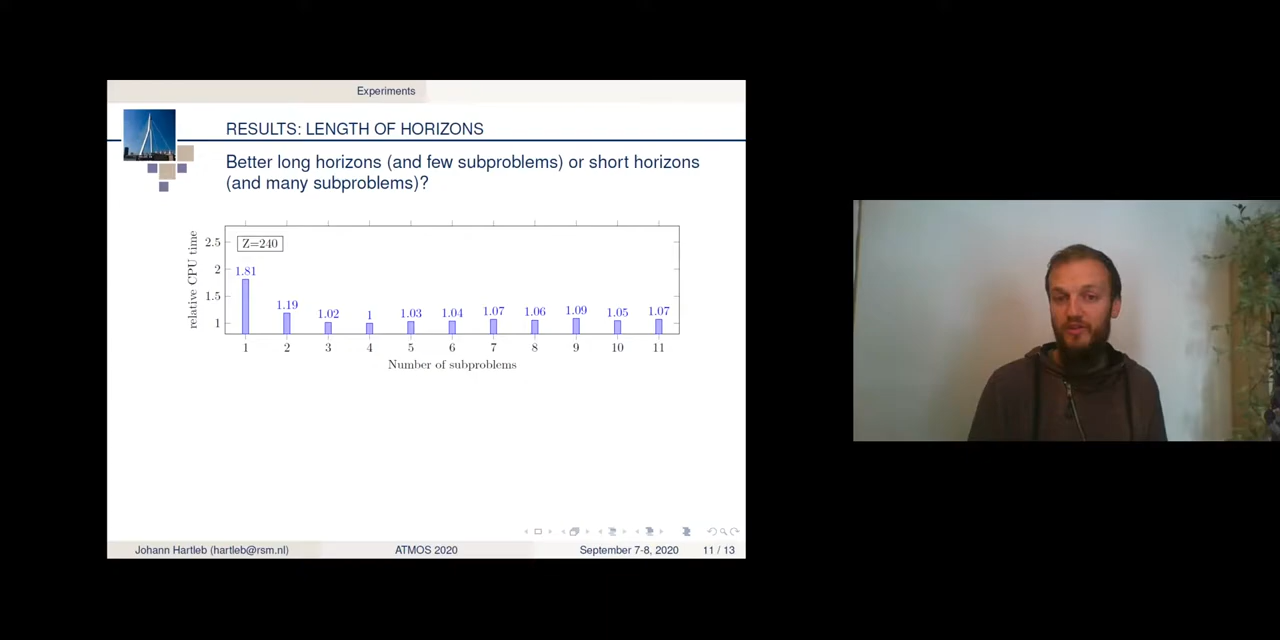 Experiments
RESULTS: LENGTH OF HORIZONS
Better long horizons (and few subproblems) or short horizons
(and many subproblems)?
relative CPU time
2.5
2
1.5
1
Z=240
1.81
1.19
1.02
1
1.03
1.04
1.07
1.06
1.09
1.05
1.07
1 2 3 4 5 6 7 8 9 10 11
Number of subproblems
Johann Hartleb (hartleb@rsm.nl) ATMOS 2020 September 7-8, 2020 11 / 13